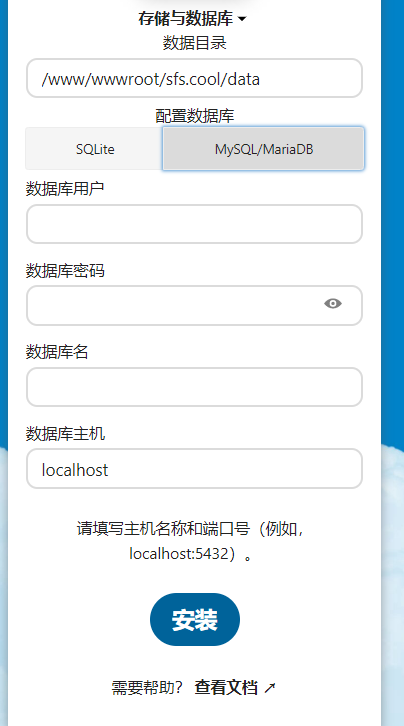 存储与数据库
数据目录
/www/wwwroot/sfs.cool/data
配置数据库
SQLite MySQL/MariaDB
数据库用户
数据库密码
数据库名
数据库主机
localhost
请填写主机名称和端口号（例如，
localhost:5432）。
安装
需要帮助？ 查看文档 ↗